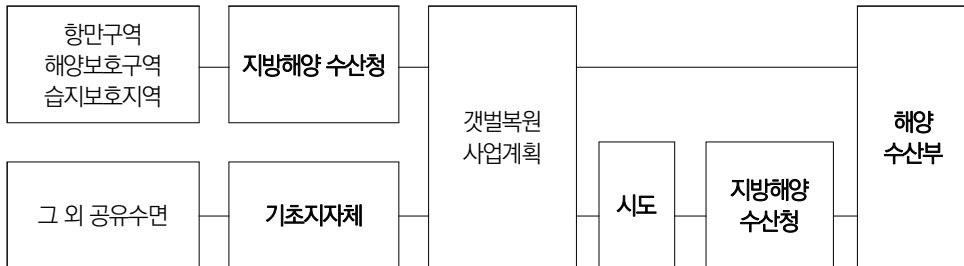 항만구역
해양보호구역
습지보호지역
지방해양 수산청
갯벌복원
사업계획
해양
수산부
그 외 공유수면
기초지자체
시도
지방해양
수산청